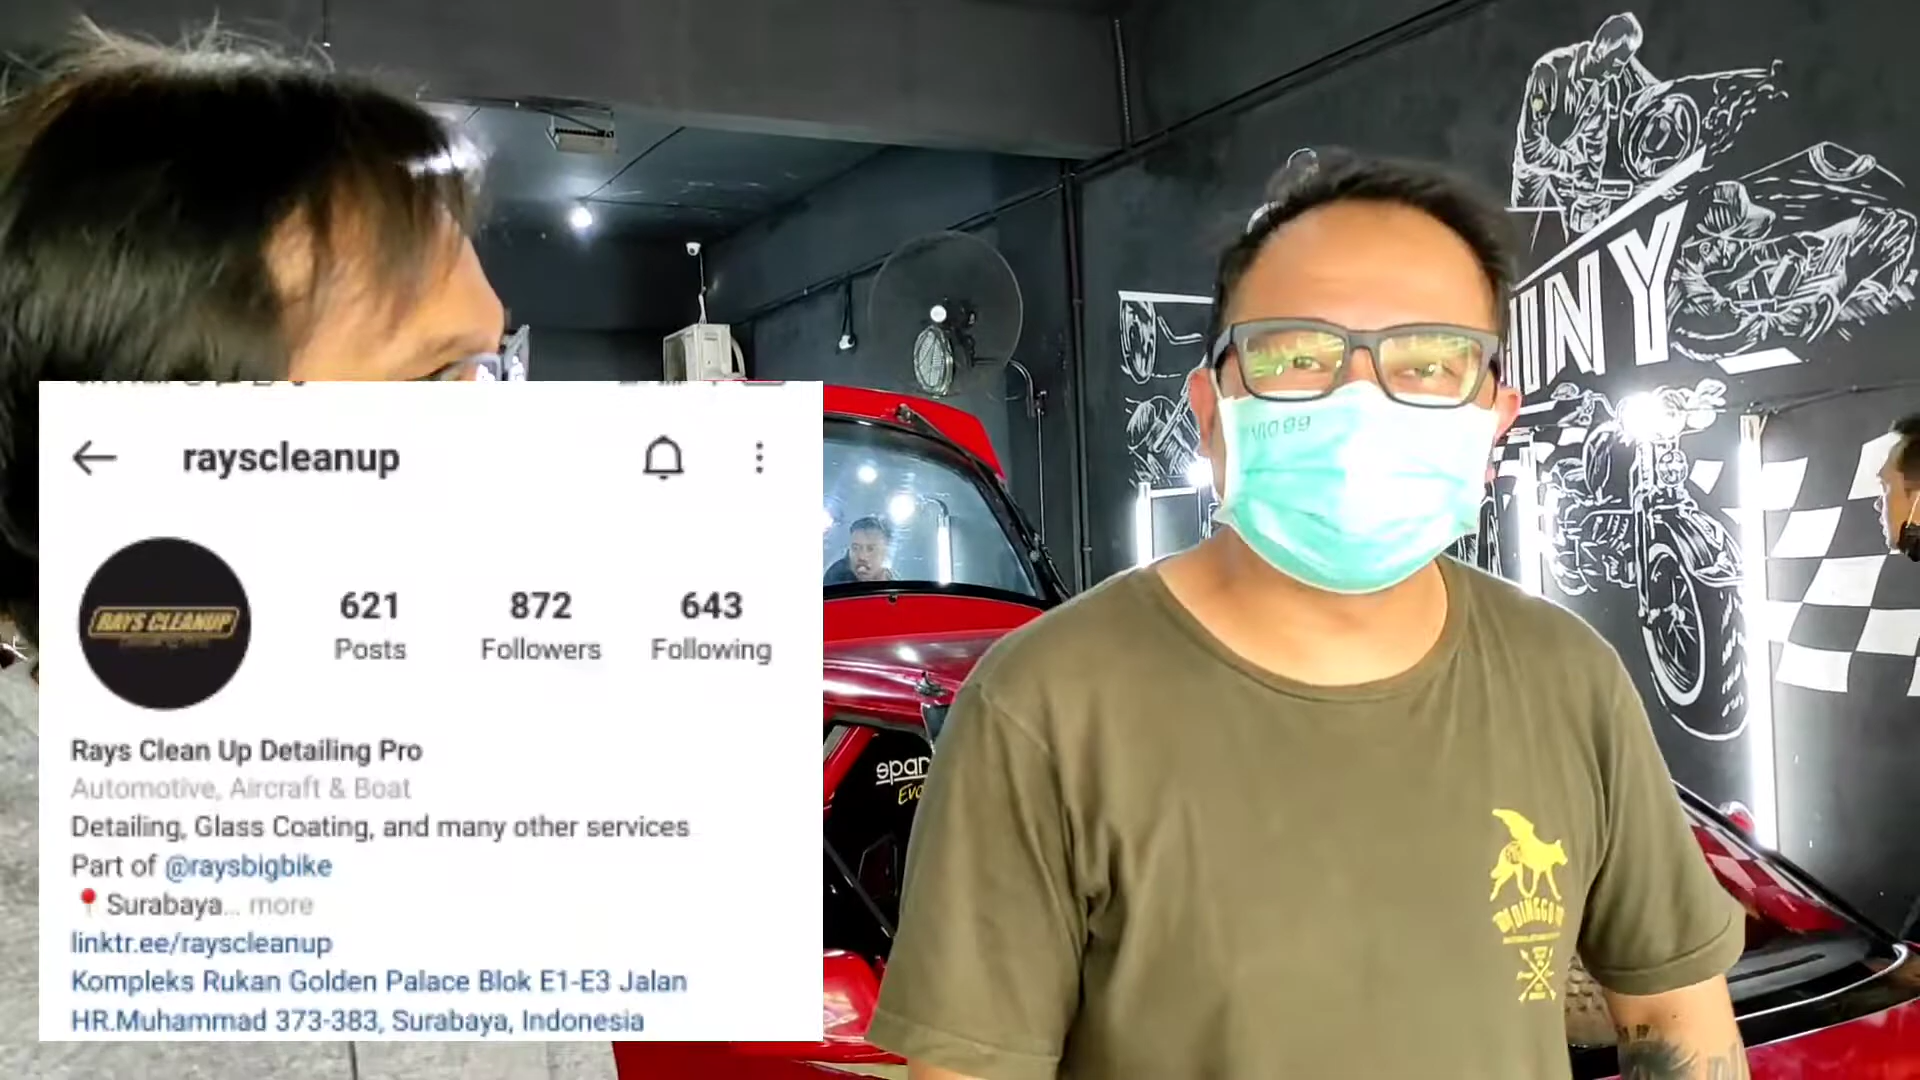 rayscleanup
RAYS CLEANUP
621
Posts
872
Followers
643
Following
Rays Clean Up Detailing Pro
Automotive, Aircraft & Boat
Detailing, Glass Coating, and many other services
Part of @raysbigbike
Surabaya... more
linktr.ee/rayscleanup
Kompleks Rukan Golden Palace Blok E1-E3 Jalan
HR.Muhammad 373-383, Surabaya, Indonesia